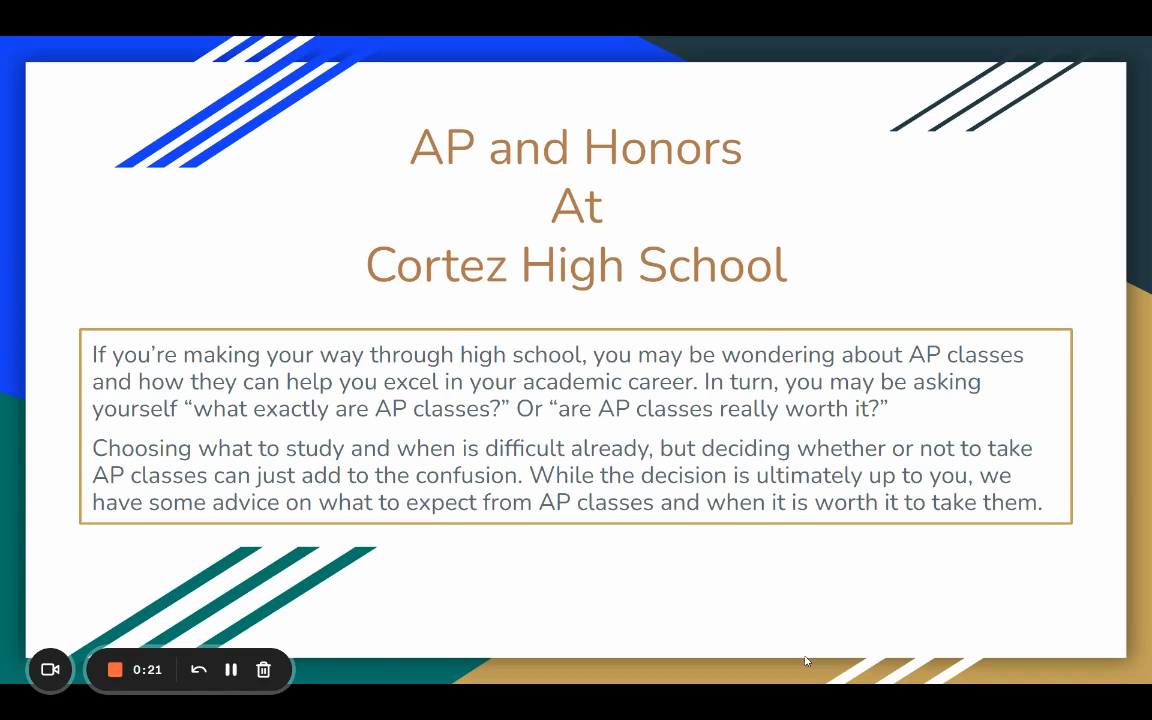 AP and Honors
At
Cortez High School
If you’re making your way through high school, you may be wondering about AP classes
and how they can help you excel in your academic career. In turn, you may be asking
yourself “what exactly are AP classes?” Or “are AP classes really worth it?”
Choosing what to study and when is difficult already, but deciding whether or not to take
AP classes can just add to the confusion. While the decision is ultimately up to you, we
have some advice on what to expect from AP classes and when it is worth it to take them.
0:21